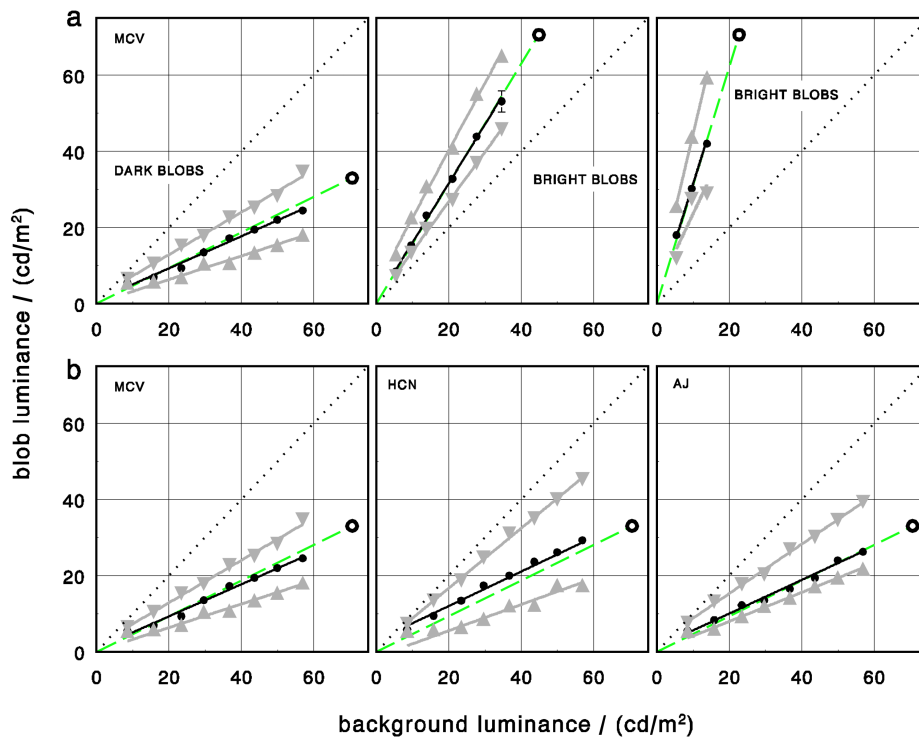 a
MCV
DARK BLOBS
BRIGHT BLOBS
BRIGHT BLOBS
60
40
20
0
0 20 40 60 0 20 40 60 0 20 40 60
b
MCV
HCN
AJ
60
40
20
0
0 20 40 60 0 20 40 60 0 20 40 60
blob luminance / (cd/m²)
background luminance / (cd/m²)